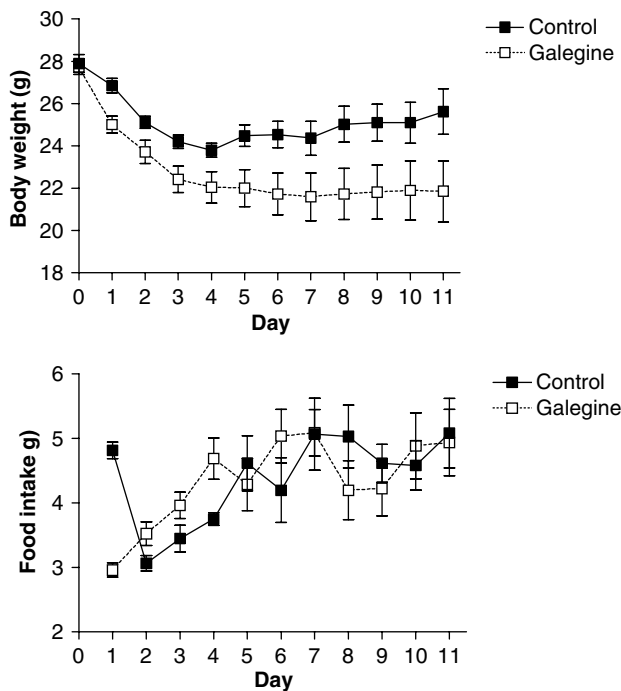 Control
Galegine
Body weight (g)
30
28
26
24
22
20
18
0 1 2 3 4 5 6 7 8 9 10 11
Day
Control
Galegine
Food intake g)
6
5
4
3
2
0 1 2 3 4 5 6 7 8 9 10 11
Day